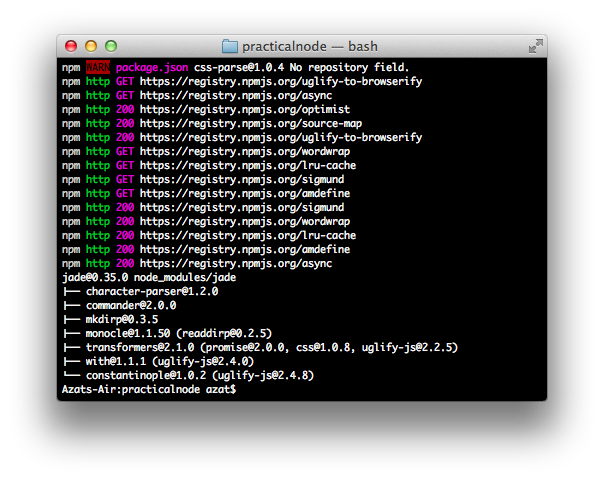 practicalnode — bash
npm WARN package.json css-parse@1.0.4 No repository field.
npm http GET https://registry.npmjs.org/uglify-to-browserify
npm http GET https://registry.npmjs.org/async
npm http 200 https://registry.npmjs.org/optimist
npm http 200 https://registry.npmjs.org/source-map
npm http 200 https://registry.npmjs.org/uglify-to-browserify
npm http GET https://registry.npmjs.org/wordwrap
npm http GET https://registry.npmjs.org/lru-cache
npm http GET https://registry.npmjs.org/sigmund
npm http GET https://registry.npmjs.org/amdefine
npm http 200 https://registry.npmjs.org/sigmund
npm http 200 https://registry.npmjs.org/wordwrap
npm http 200 https://registry.npmjs.org/lru-cache
npm http 200 https://registry.npmjs.org/amdefine
npm http 200 https://registry.npmjs.org/async
jade@0.35.0 node_modules/jade
├── character-parser@1.2.0
├── commander@2.0.0
├── mkdirp@0.3.5
├── monocle@1.1.50 (readdirp@0.2.5)
├── transformers@2.1.0 (promise@2.0.0, css@1.0.8, uglify-js@2.2.5)
├── with@1.1.1 (uglify-js@2.4.0)
└── constantinople@1.0.2 (uglify-js@2.4.8)
Azats-Air:practicalnode azat$